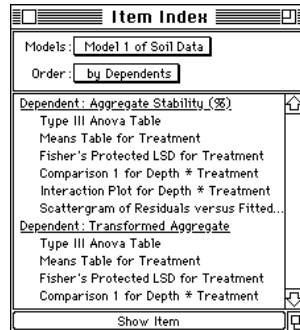 Item Index
Models: Model 1 of Soil Data
Order: by Dependents
Dependent: Aggregate Stability (%)
Type III Anova Table
Means Table for Treatment
Fisher's Protected LSD for Treatment
Comparison 1 for Depth * Treatment
Interaction Plot for Depth * Treatment
Scattergram of Residuals versus Fitted...
Dependent: Transformed Aggregate
Type III Anova Table
Means Table for Treatment
Fisher's Protected LSD for Treatment
Comparison 1 for Depth * Treatment
Show Item